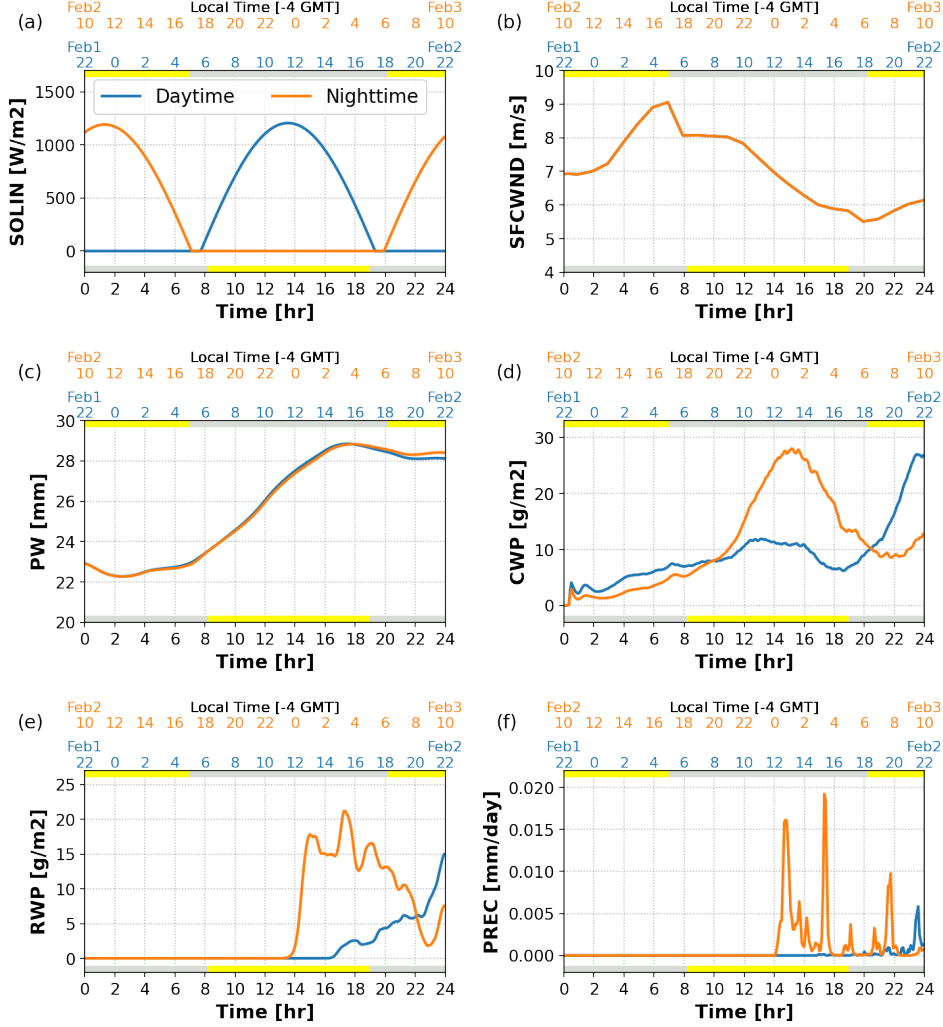 (a)
Feb2 Local Time [-4 GMT] Feb3
10 12 14 16 18 20 22 0 2 4 6 8 10
Feb1 Feb2
22 0 2 4 6 8 10 12 14 16 18 20 22
Daytime Nighttime
1500
1000
500
0
SOLIN [W/m2]
0 2 4 6 8 10 12 14 16 18 20 22 24
Time [hr]
(b)
Feb2 Local Time [-4 GMT] Feb3
10 12 14 16 18 20 22 0 2 4 6 8 10
Feb1 Feb2
22 0 2 4 6 8 10 12 14 16 18 20 22
10
9
8
7
6
5
4
SFCWND [m/s]
0 2 4 6 8 10 12 14 16 18 20 22 24
Time [hr]
(c)
Feb2 Local Time [-4 GMT] Feb3
10 12 14 16 18 20 22 0 2 4 6 8 10
Feb1 Feb2
22 0 2 4 6 8 10 12 14 16 18 20 22
30
28
26
24
22
20
PW [mm]
0 2 4 6 8 10 12 14 16 18 20 22 24
Time [hr]
(d)
Feb2 Local Time [-4 GMT] Feb3
10 12 14 16 18 20 22 0 2 4 6 8 10
Feb1 Feb2
22 0 2 4 6 8 10 12 14 16 18 20 22
30
20
10
0
CWP [g/m2]
0 2 4 6 8 10 12 14 16 18 20 22 24
Time [hr]
(e)
Feb2 Local Time [-4 GMT] Feb3
10 12 14 16 18 20 22 0 2 4 6 8 10
Feb1 Feb2
22 0 2 4 6 8 10 12 14 16 18 20 22
25
20
15
10
5
0
RWP [g/m2]
0 2 4 6 8 10 12 14 16 18 20 22 24
Time [hr]
(f)
Feb2 Local Time [-4 GMT] Feb3
10 12 14 16 18 20 22 0 2 4 6 8 10
Feb1 Feb2
22 0 2 4 6 8 10 12 14 16 18 20 22
0.020
0.015
0.010
0.005
0.000
PREC [mm/day]
0 2 4 6 8 10 12 14 16 18 20 22 24
Time [hr]